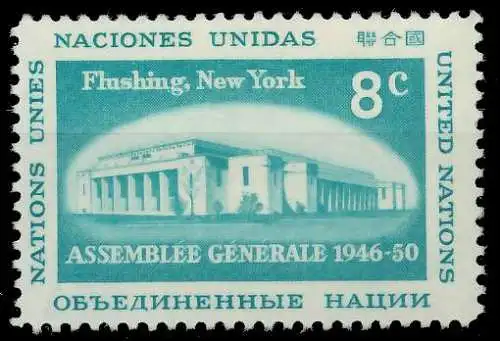 NACIONES UNIDAS 聯合國
Flushing, New York
8c
NATIONS UNIES
UNITED NATIONS
ASSEMBLÉE GÉNÉRALE 1946-50
ОБЪЕДИНЕННЫЕ НАЦИИ